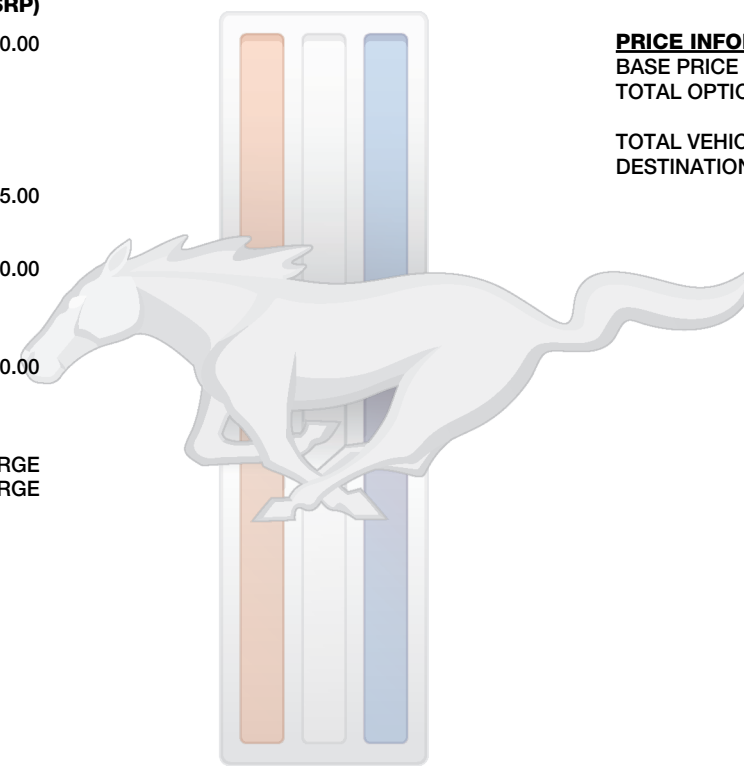 SRP)
0.00
5.00
0.00
0.00
RGE
RGE
PRICE INFO
BASE PRICE
TOTAL OPTIO
TOTAL VEHIC
DESTINATION